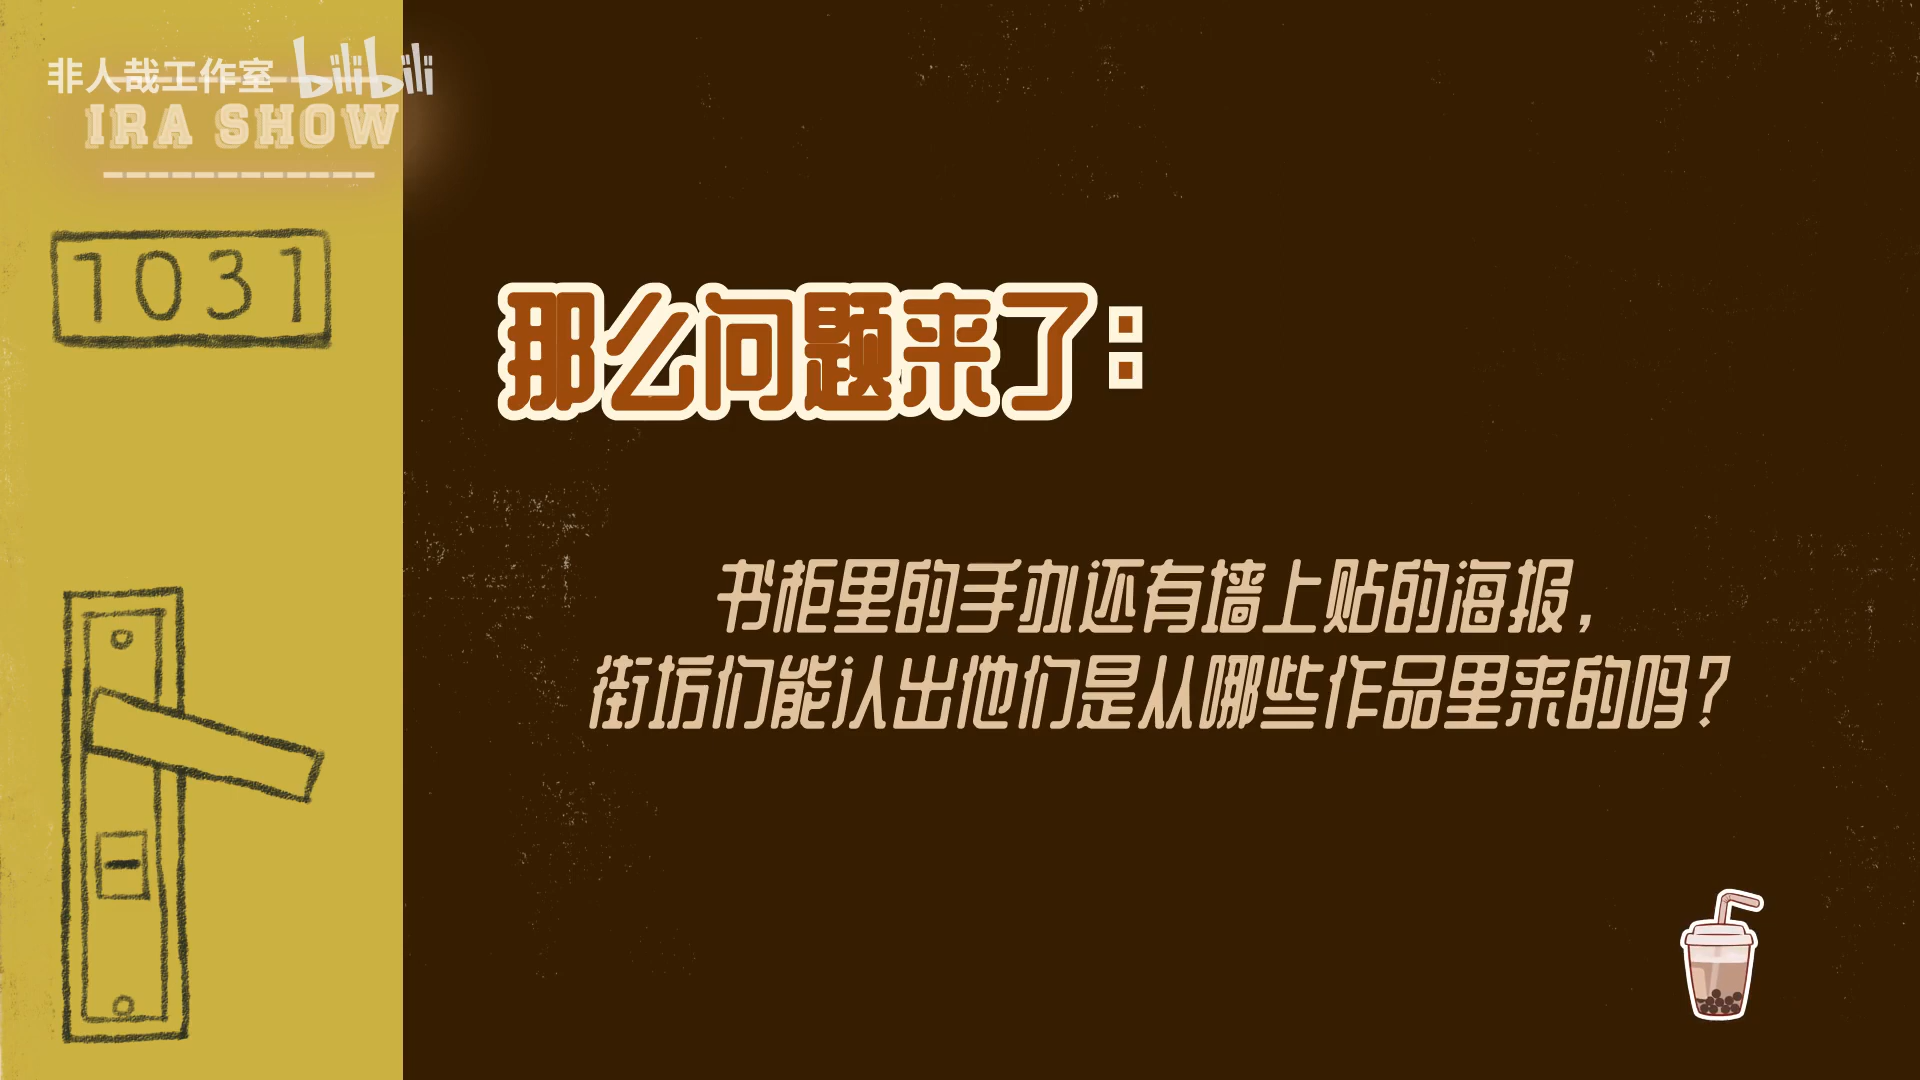 非人哉工作室 bilibili
IRA SHOW
1031
那么问题来了：
书柜里的手办还有墙上贴的海报，
街坊们能认出他们是从哪些作品里来的吗？